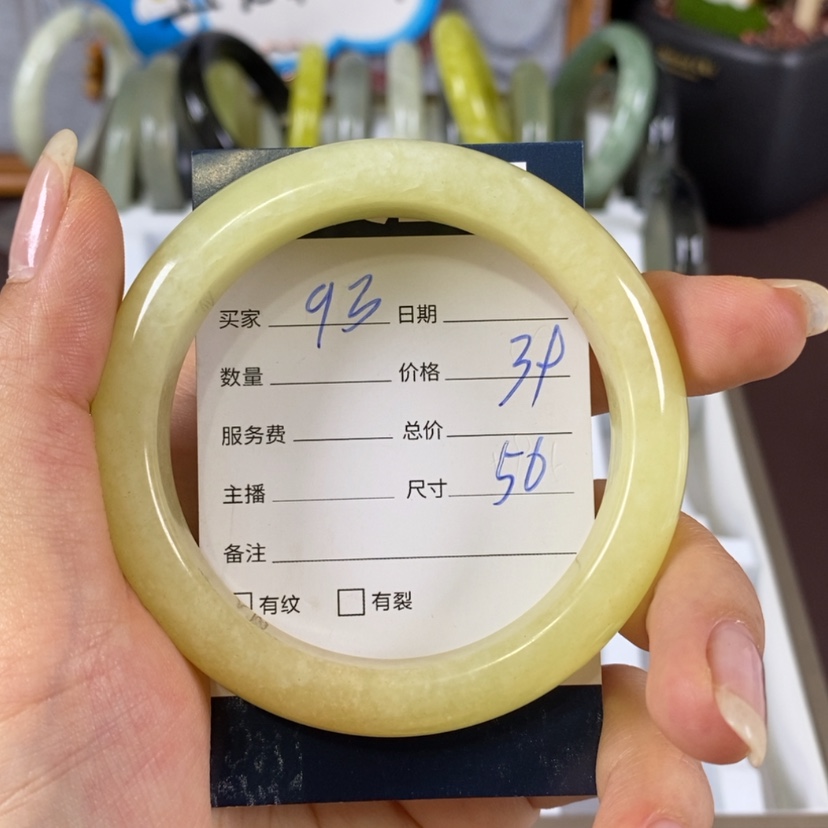 买家 93 日期
数量 价格 34
服务费 总价
主播 尺寸 56
备注
有纹 有裂